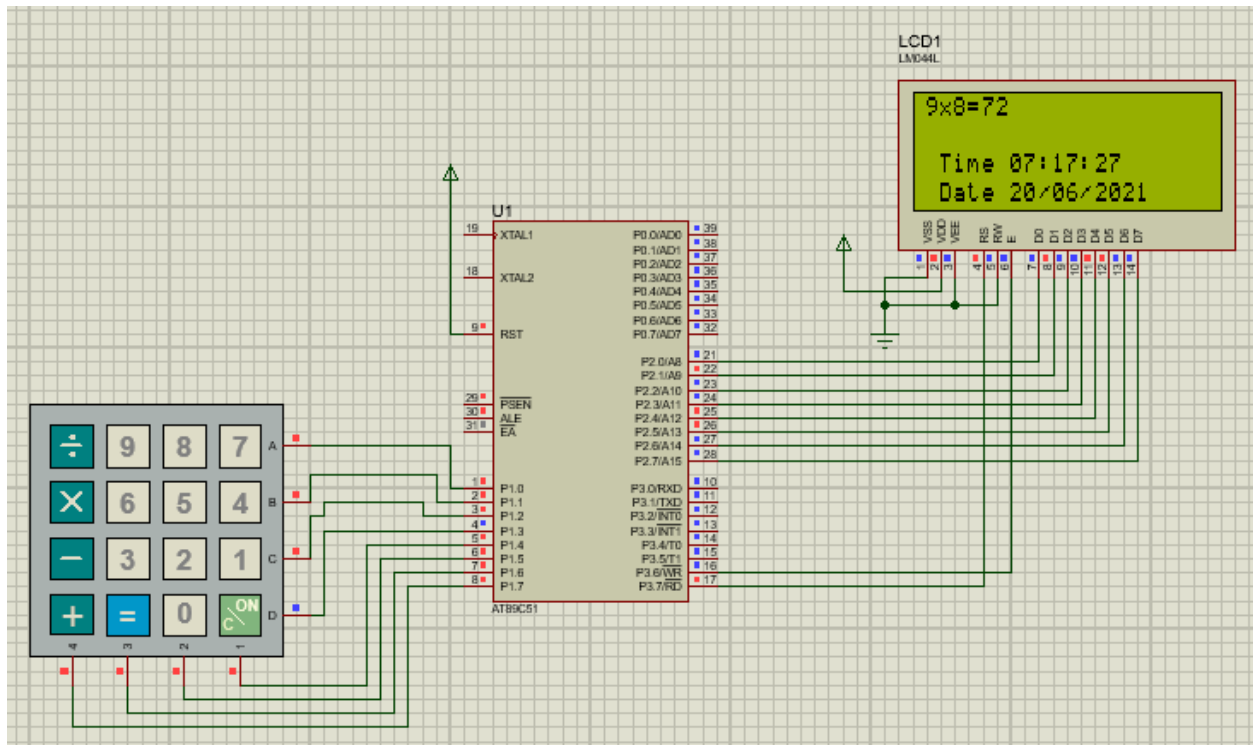 LCD1
LM044L
9x8=72
Time 07:17:27
Date 20/06/2021
VSS VDD VEE RS RW E D0 D1 D2 D3 D4 D5 D6 D7
1 2 3 4 5 6 7 8 9 10 11 12 13 14
U1
19 XTAL1 P0.0/AD0 39
P0.1/AD1 38
P0.2/AD2 37
18 XTAL2 P0.3/AD3 36
P0.4/AD4 35
P0.5/AD5 34
P0.6/AD6 33
9 RST P0.7/AD7 32
P2.0/A8 21
P2.1/A9 22
P2.2/A10 23
29 PSEN P2.3/A11 24
30 ALE P2.4/A12 25
31 EA P2.5/A13 26
P2.6/A14 27
P2.7/A15 28
1 P1.0 P3.0/RXD 10
2 P1.1 P3.1/TXD 11
3 P1.2 P3.2/INT0 12
4 P1.3 P3.3/INT1 13
5 P1.4 P3.4/T0 14
6 P1.5 P3.5/T1 15
7 P1.6 P3.6/WR 16
8 P1.7 P3.7/RD 17
AT89C51
÷ 9 8 7 A
× 6 5 4 B
− 3 2 1 C
+ = 0 ON/C D
4 3 2 1